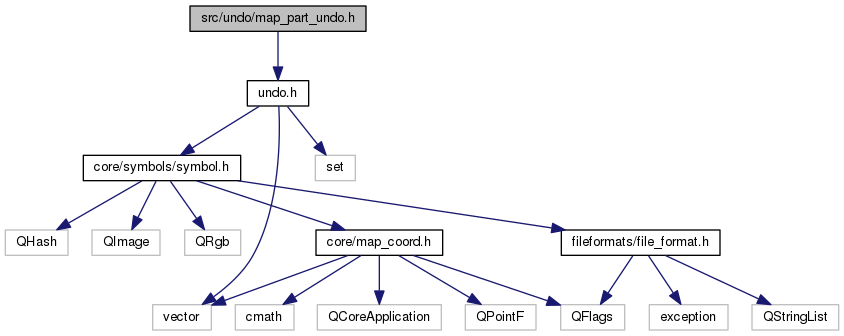 src/undo/map_part_undo.h
undo.h
core/symbols/symbol.h
set
QHash
QImage
QRgb
core/map_coord.h
fileformats/file_format.h
vector
cmath
QCoreApplication
QPointF
QFlags
exception
QStringList